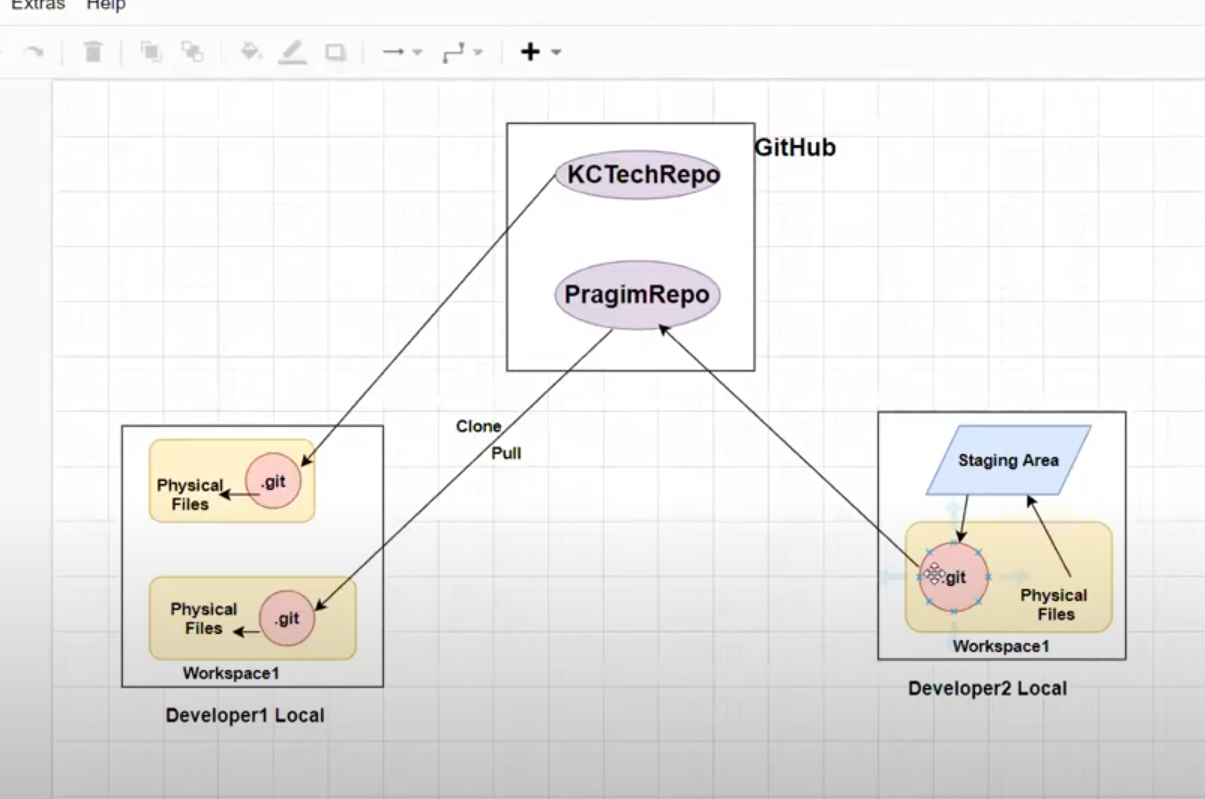 Extras Help
GitHub
KCTechRepo
PragimRepo
Clone
Pull
.git
Physical
Files
.git
Physical
Files
Workspace1
Developer1 Local
Staging Area
.git
Physical
Files
Workspace1
Developer2 Local